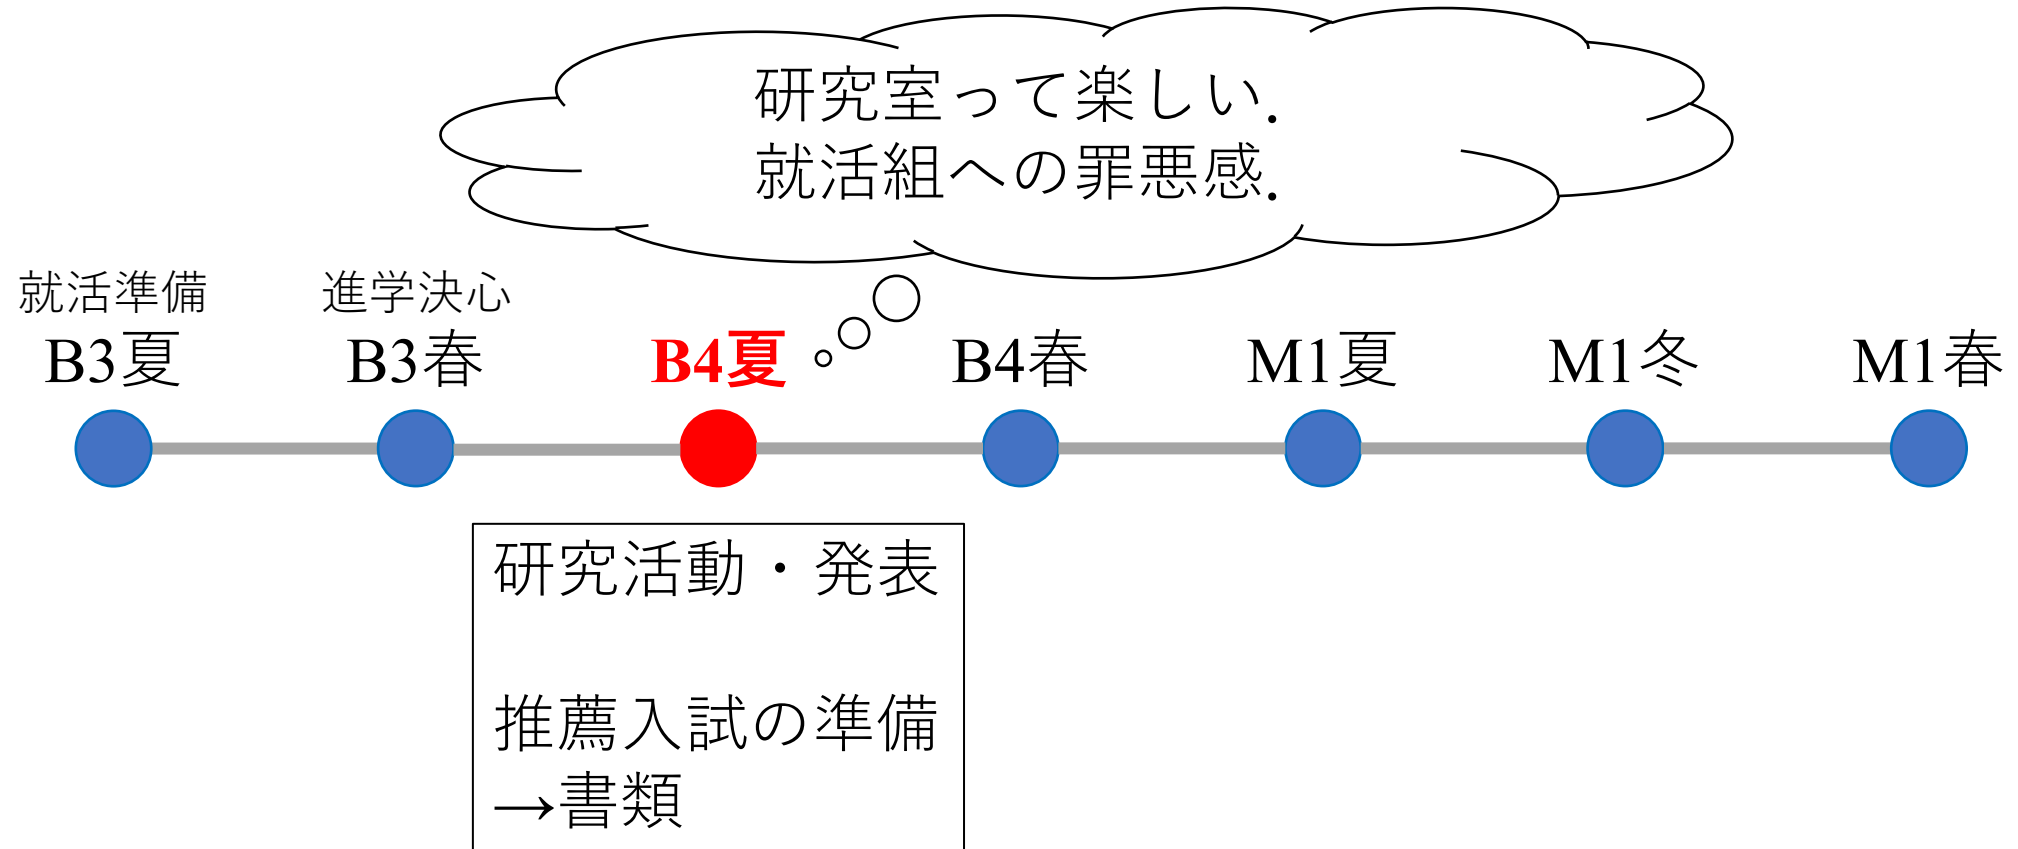 研究室って楽しい.
就活組への罪悪感.
就活準備
進学決心
B3夏
B3春
B4夏
B4春
M1夏
M1冬
M1春
研究活動・発表
推薦入試の準備
→書類